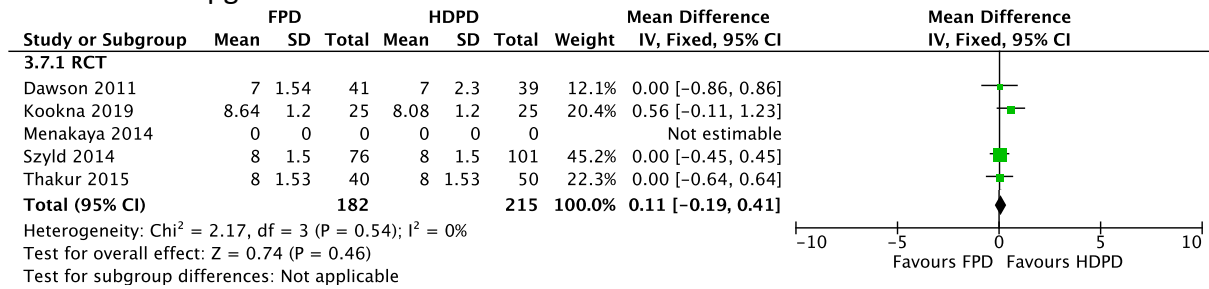 FPD HDPD Mean Difference Mean Difference
Study or Subgroup Mean SD Total Mean SD Total Weight IV, Fixed, 95% CI IV, Fixed, 95% CI
3.7.1 RCT
Dawson 2011 7 1.54 41 7 2.3 39 12.1% 0.00 [−0.86, 0.86]
Kookna 2019 8.64 1.2 25 8.08 1.2 25 20.4% 0.56 [−0.11, 1.23]
Menakaya 2014 0 0 0 0 0 0 Not estimable
Szyld 2014 8 1.5 76 8 1.5 101 45.2% 0.00 [−0.45, 0.45]
Thakur 2015 8 1.53 40 8 1.53 50 22.3% 0.00 [−0.64, 0.64]
Total (95% CI) 182 215 100.0% 0.11 [−0.19, 0.41]
Heterogeneity: Chi² = 2.17, df = 3 (P = 0.54); I² = 0%
Test for overall effect: Z = 0.74 (P = 0.46)
Test for subgroup differences: Not applicable
−10 −5 0 5 10
Favours FPD Favours HDPD